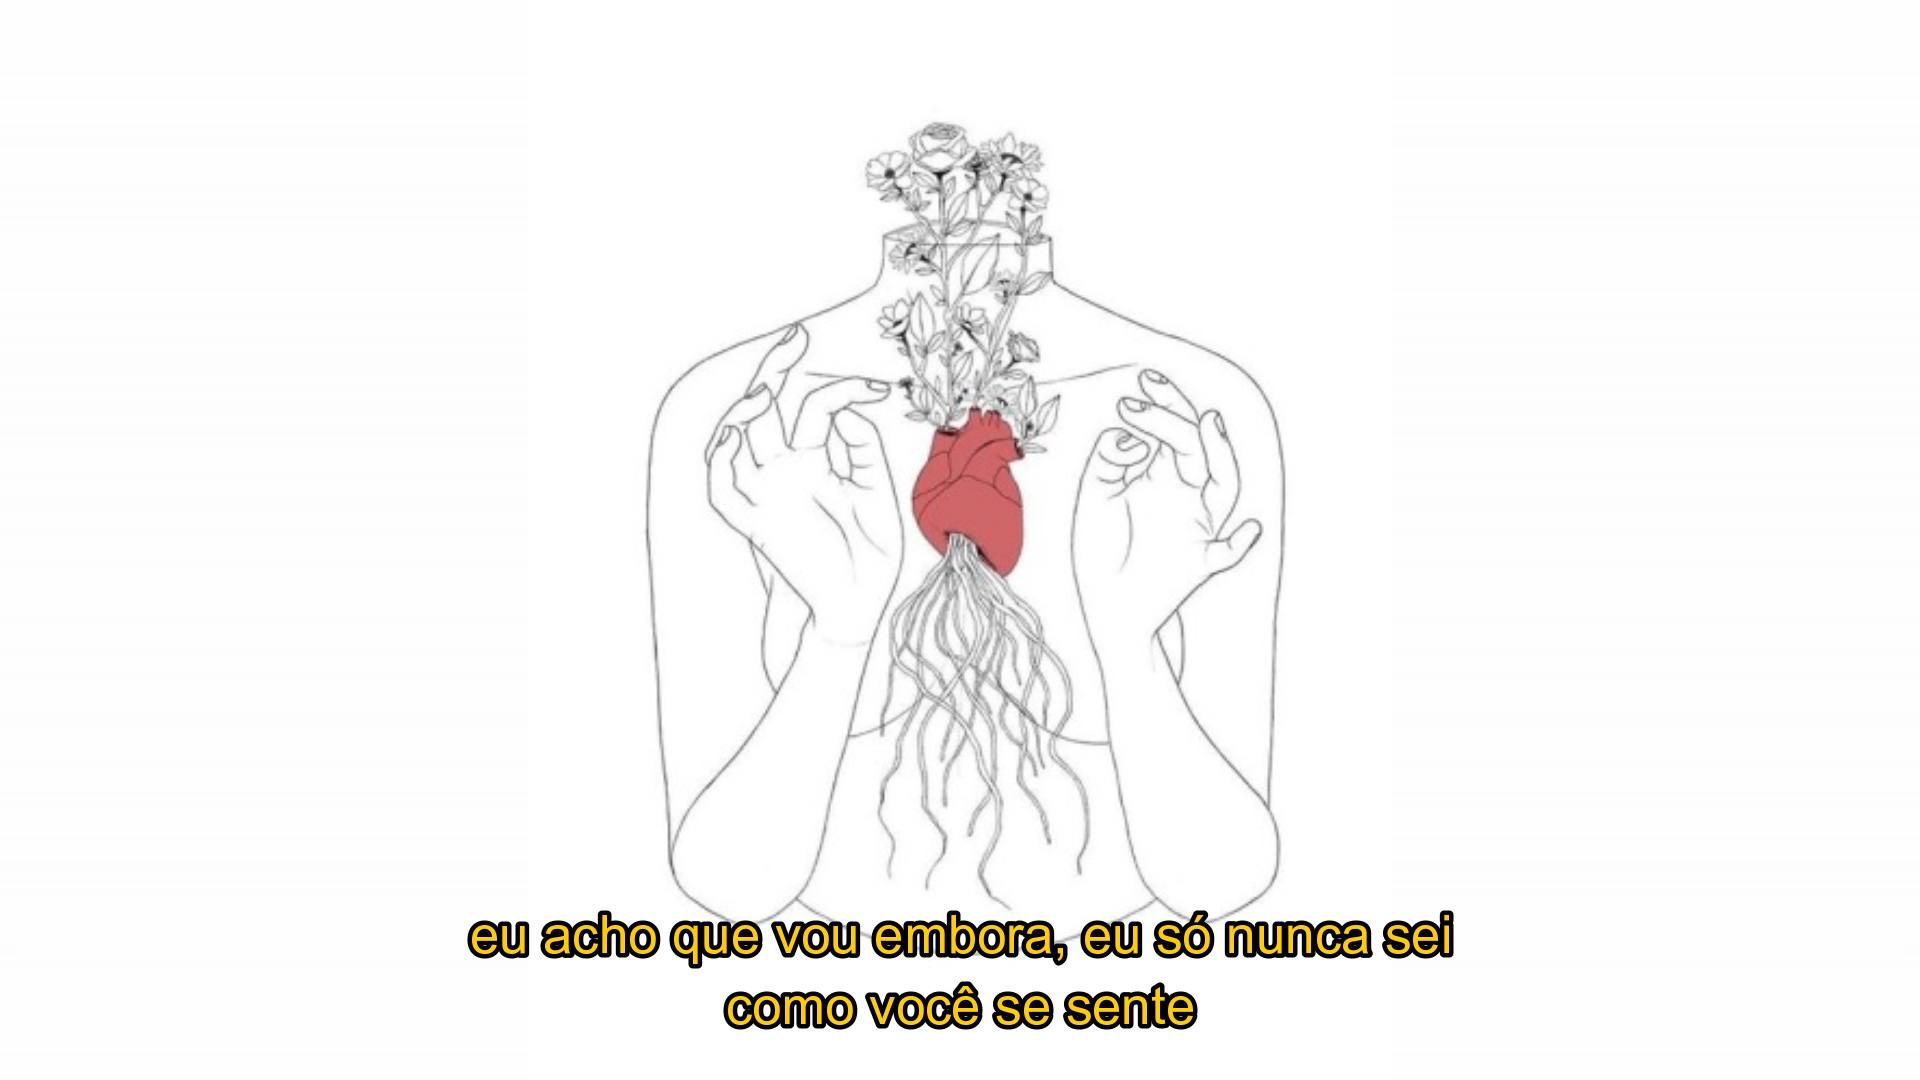 eu acho que vou embora, eu só nunca sei
como você se sente